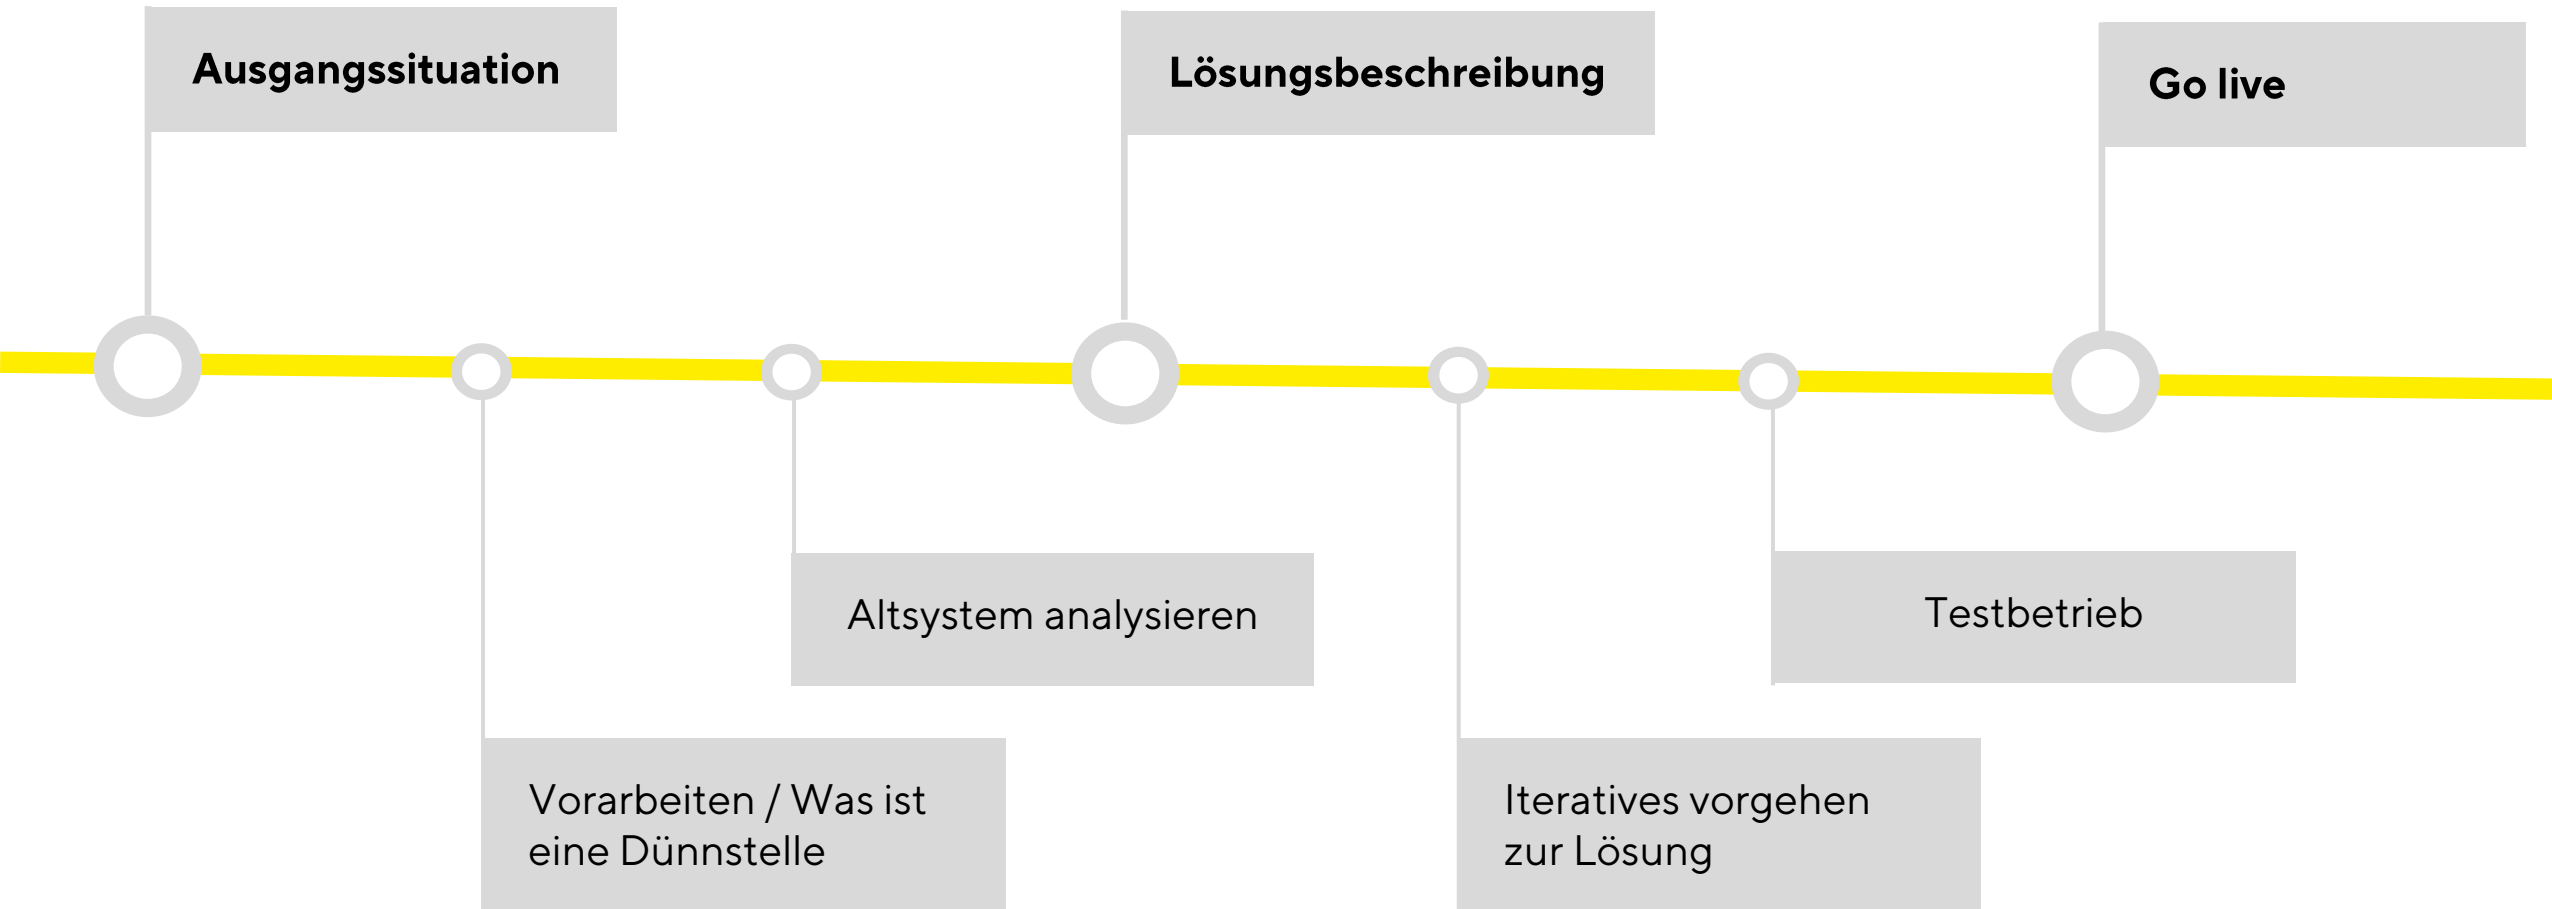 Ausgangssituation
Lösungsbeschreibung
Go live
Altsystem analysieren
Testbetrieb
Vorarbeiten / Was ist
eine Dünnstelle
Iteratives vorgehen
zur Lösung